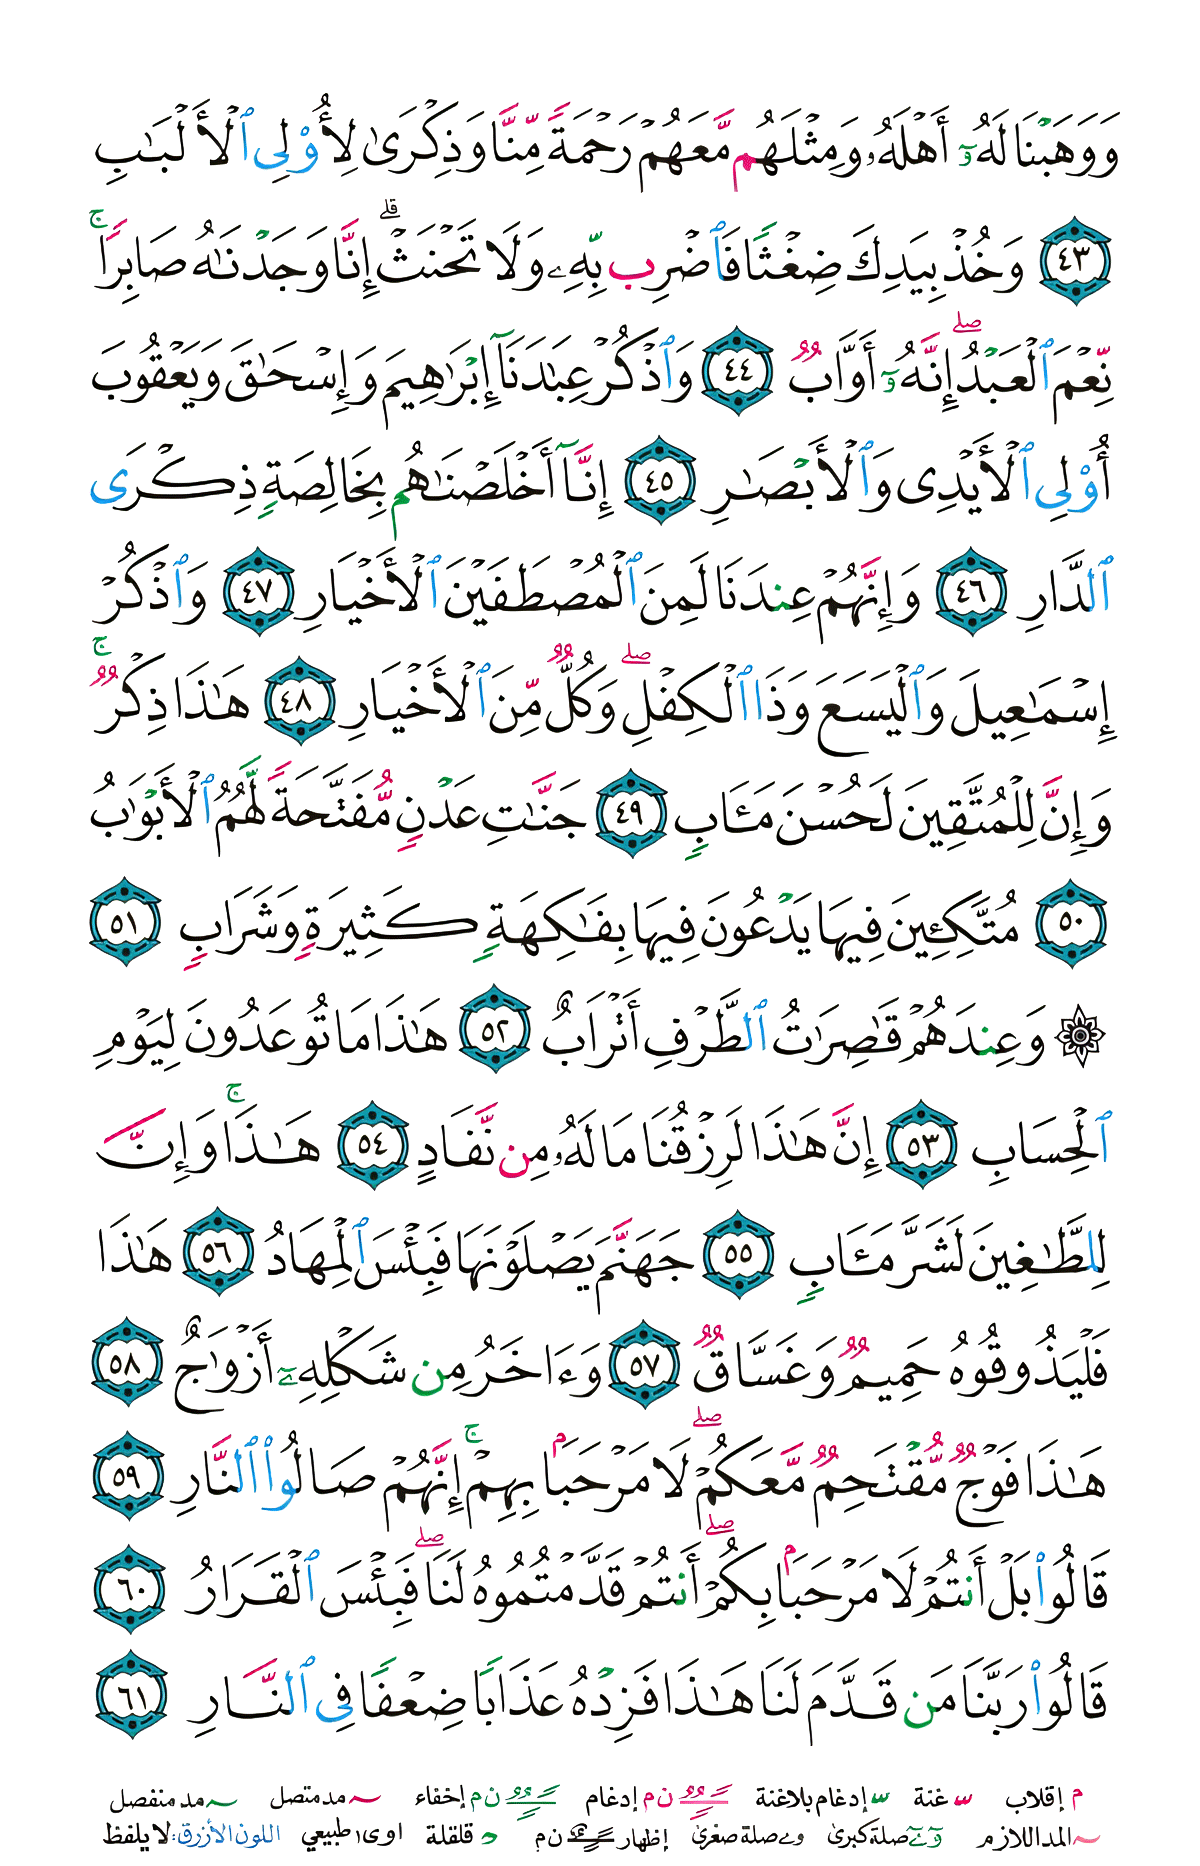 وَوَهَبْنَا لَهُۥٓ أَهْلَهُۥ وَمِثْلَهُم مَّعَهُمْ رَحْمَةً مِّنَّا وَذِكْرَىٰ لِأُو۟لِى ٱلْأَلْبَـٰبِ
٤٣ وَخُذْ بِيَدِكَ ضِغْثًا فَٱضْرِب بِّهِۦ وَلَا تَحْنَثْ ۗ إِنَّا وَجَدْنَـٰهُ صَابِرًا ۚ
نِّعْمَ ٱلْعَبْدُ ۖ إِنَّهُۥٓ أَوَّابٌ ٤٤ وَٱذْكُرْ عِبَـٰدَنَآ إِبْرَٰهِيمَ وَإِسْحَـٰقَ وَيَعْقُوبَ
أُو۟لِى ٱلْأَيْدِى وَٱلْأَبْصَـٰرِ ٤٥ إِنَّآ أَخْلَصْنَـٰهُم بِخَالِصَةٍ ذِكْرَى
ٱلدَّارِ ٤٦ وَإِنَّهُمْ عِندَنَا لَمِنَ ٱلْمُصْطَفَيْنَ ٱلْأَخْيَارِ ٤٧ وَٱذْكُرْ
إِسْمَـٰعِيلَ وَٱلْيَسَعَ وَذَا ٱلْكِفْلِ ۖ وَكُلٌّ مِّنَ ٱلْأَخْيَارِ ٤٨ هَـٰذَا ذِكْرٌ ۚ
وَإِنَّ لِلْمُتَّقِينَ لَحُسْنَ مَـَٔابٍ ٤٩ جَنَّـٰتِ عَدْنٍ مُّفَتَّحَةً لَّهُمُ ٱلْأَبْوَٰبُ
٥٠ مُتَّكِـِٔينَ فِيهَا يَدْعُونَ فِيهَا بِفَـٰكِهَةٍ كَثِيرَةٍ وَشَرَابٍ ٥١
۞ وَعِندَهُمْ قَـٰصِرَٰتُ ٱلطَّرْفِ أَتْرَابٌ ٥٢ هَـٰذَا مَا تُوعَدُونَ لِيَوْمِ
ٱلْحِسَابِ ٥٣ إِنَّ هَـٰذَا لَرِزْقُنَا مَا لَهُۥ مِن نَّفَادٍ ٥٤ هَـٰذَا ۚ وَإِنَّ
لِلطَّـٰغِينَ لَشَرَّ مَـَٔابٍ ٥٥ جَهَنَّمَ يَصْلَوْنَهَا فَبِئْسَ ٱلْمِهَادُ ٥٦ هَـٰذَا
فَلْيَذُوقُوهُ حَمِيمٌ وَغَسَّاقٌ ٥٧ وَءَاخَرُ مِن شَكْلِهِۦٓ أَزْوَٰجٌ ٥٨
هَـٰذَا فَوْجٌ مُّقْتَحِمٌ مَّعَكُمْ ۖ لَا مَرْحَبًۢا بِهِمْ ۚ إِنَّهُمْ صَالُوا۟ ٱلنَّارِ ٥٩
قَالُوا۟ بَلْ أَنتُمْ لَا مَرْحَبًۢا بِكُمْ ۖ أَنتُمْ قَدَّمْتُمُوهُ لَنَا ۖ فَبِئْسَ ٱلْقَرَارُ ٦٠
قَالُوا۟ رَبَّنَا مَن قَدَّمَ لَنَا هَـٰذَا فَزِدْهُ عَذَابًا ضِعْفًا فِى ٱلنَّارِ ٦١
م إقلاب ّ غنة ّ إدغام بلاغنة ـًـٌـٍ ن م إدغام ـًـٌـٍ ن م إخفاء ~ مد متصل ~ مد منفصل
~ المد اللازم وٓ ےٓ صلة كبرى و ے صلة صغرى إظهار ـًـٌـٍ ن م د قلقلة ا و ى طبيعي اللون الأزرق: لا يلفظ